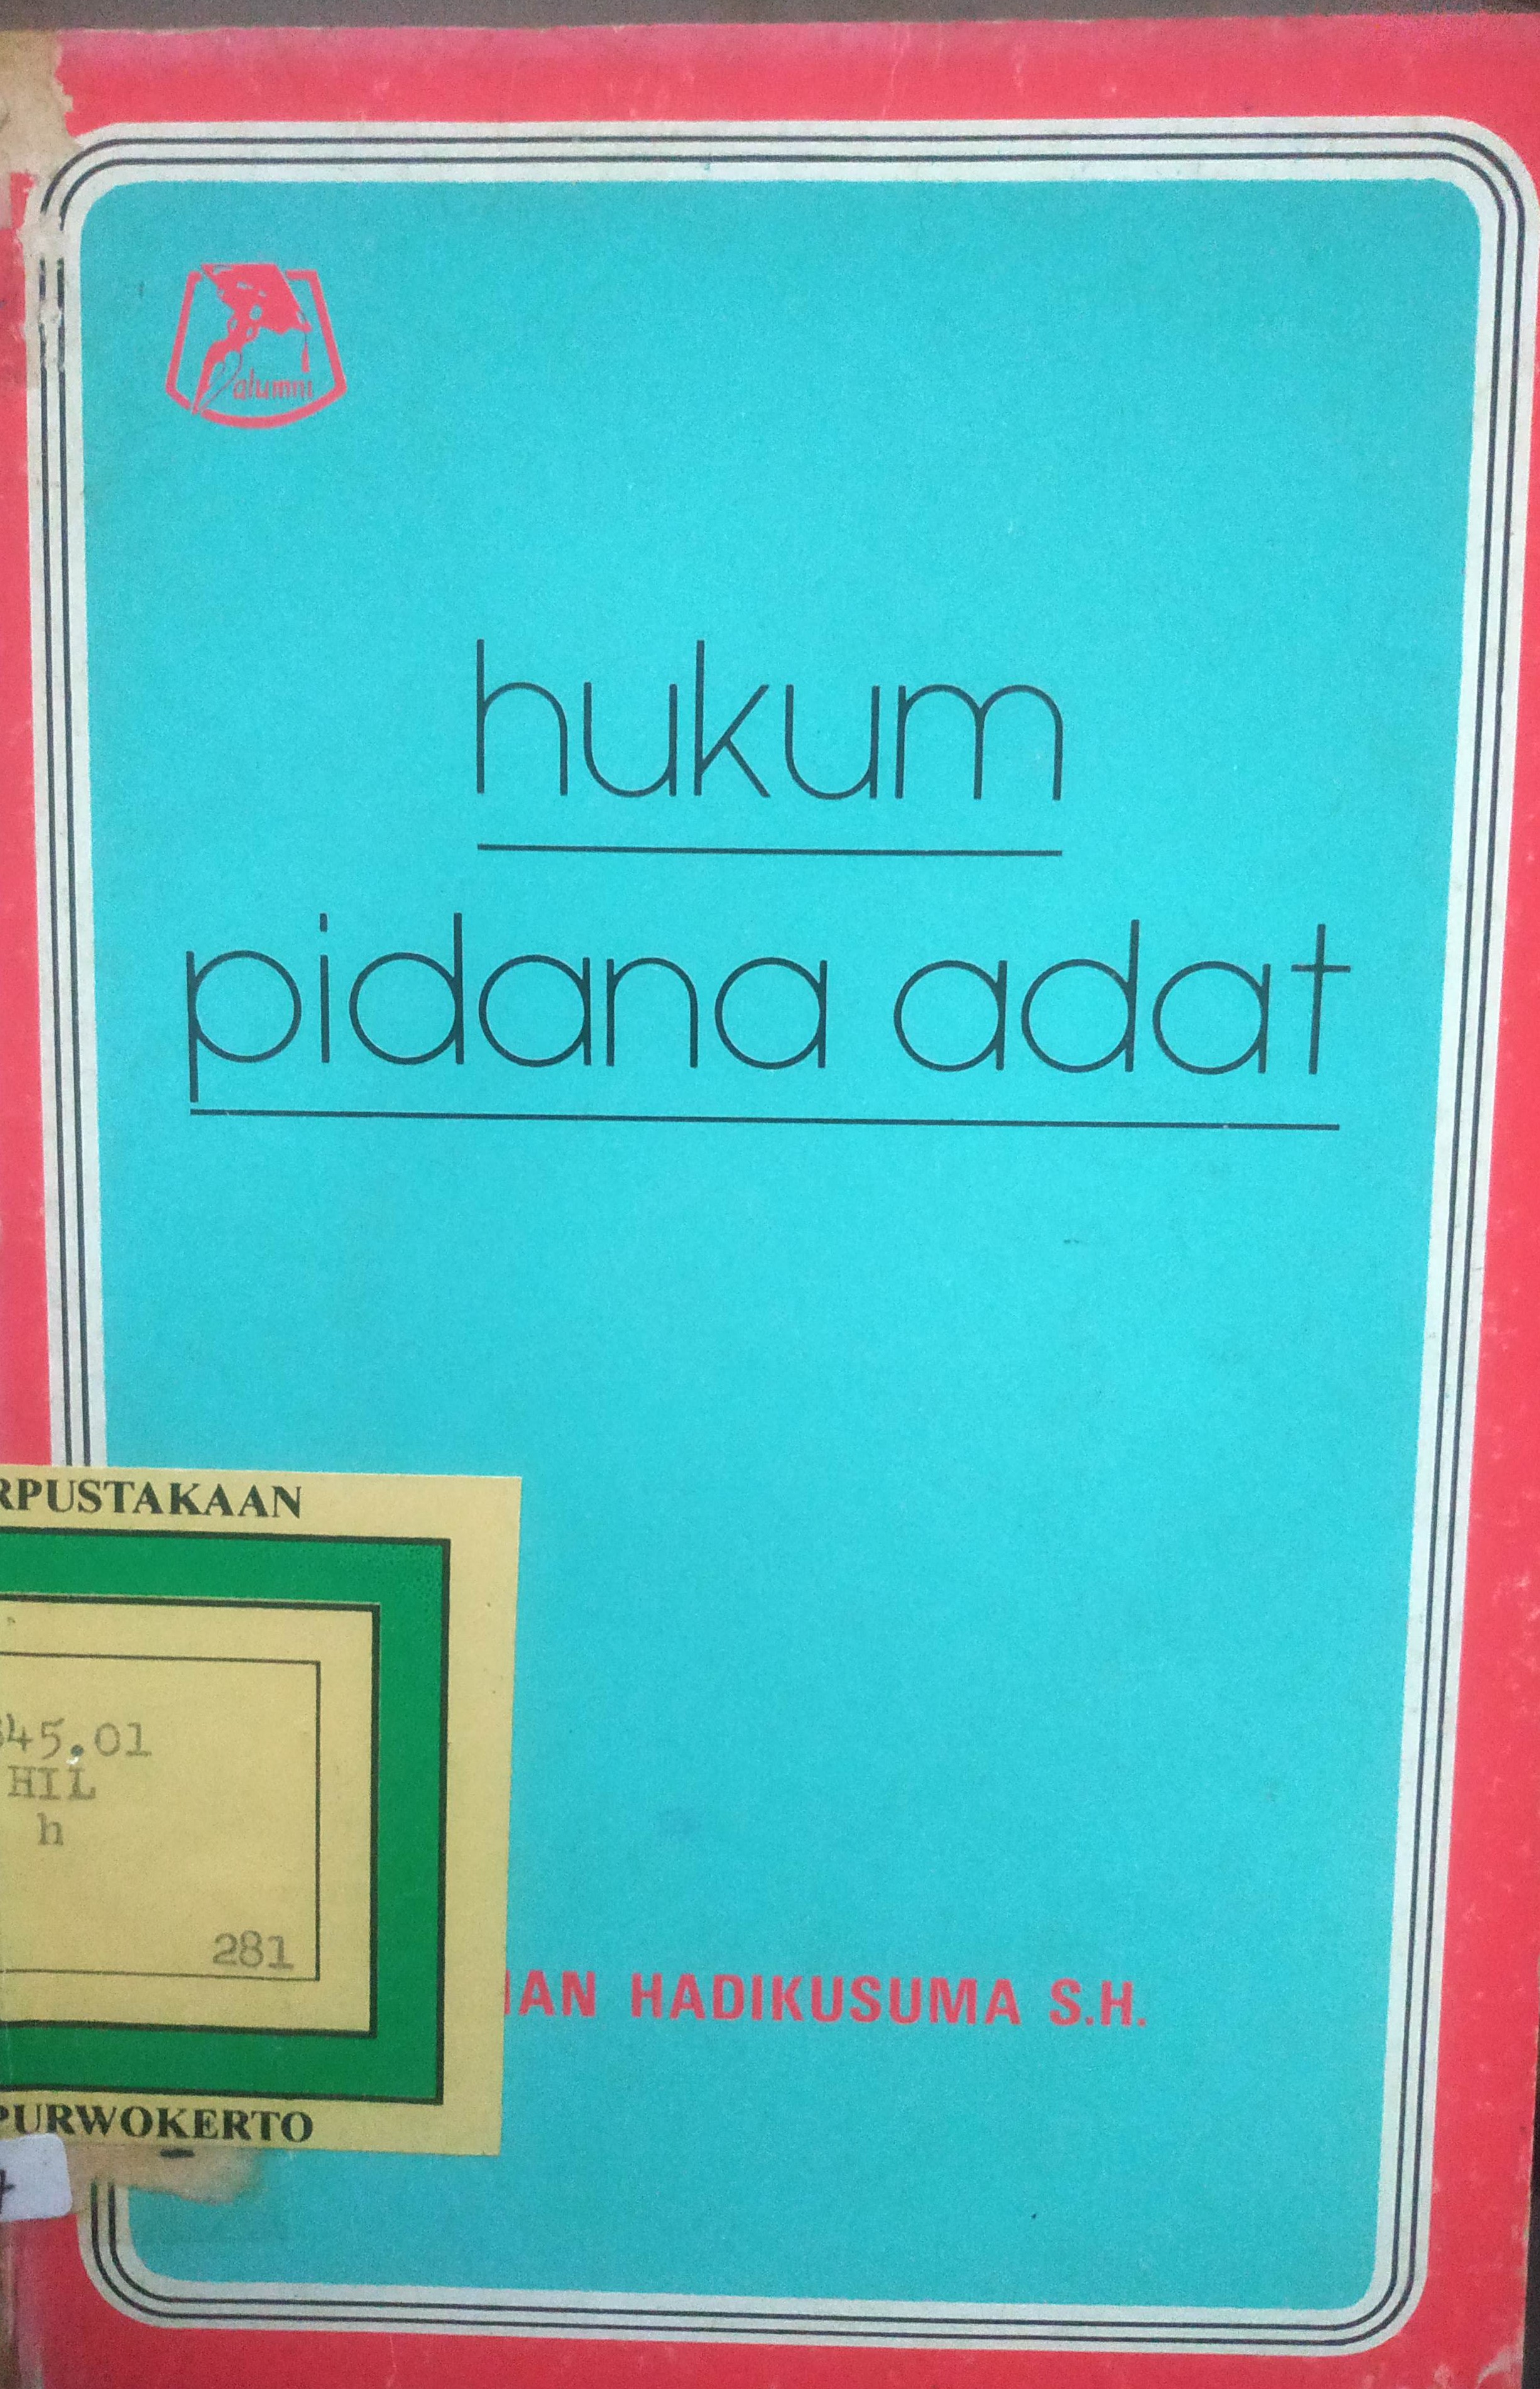 alumni
hukum
pidana adat
RPUSTAKAAN
345.01
HIL
h
281
IAN HADIKUSUMA S.H.
PURWOKERTO